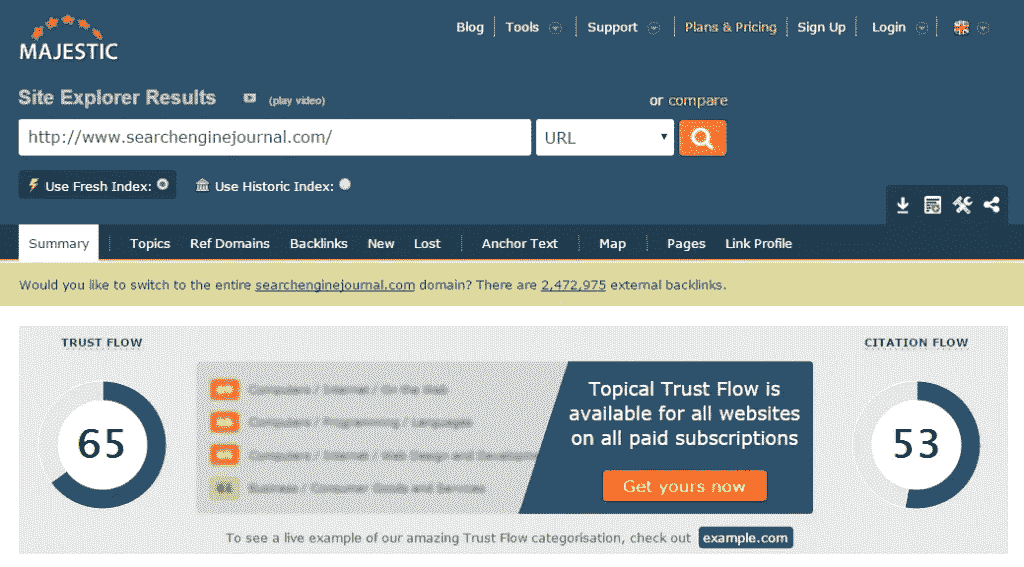 MAJESTIC
Blog Tools Support Plans & Pricing Sign Up Login
Site Explorer Results (play video)
or compare
http://www.searchenginejournal.com/ URL
Use Fresh Index: Use Historic Index:
Summary Topics Ref Domains Backlinks New Lost Anchor Text Map Pages Link Profile
Would you like to switch to the entire searchenginejournal.com domain? There are 2,472,975 external backlinks.
TRUST FLOW
CITATION FLOW
65
Computers / Internet / On the Web
Computers / Programming / Languages
Computers / Internet / Web Design and Developm
Business / Consumer Goods and Services
Topical Trust Flow is
available for all websites
on all paid subscriptions
Get yours now
53
To see a live example of our amazing Trust Flow categorisation, check out example.com